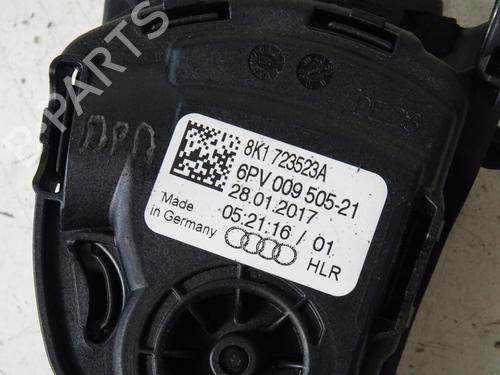 B-PARTS
8K1 723523A
6PV 009 505-21
28.01.2017
05:21:16 / 01
Made
in Germany
HLR